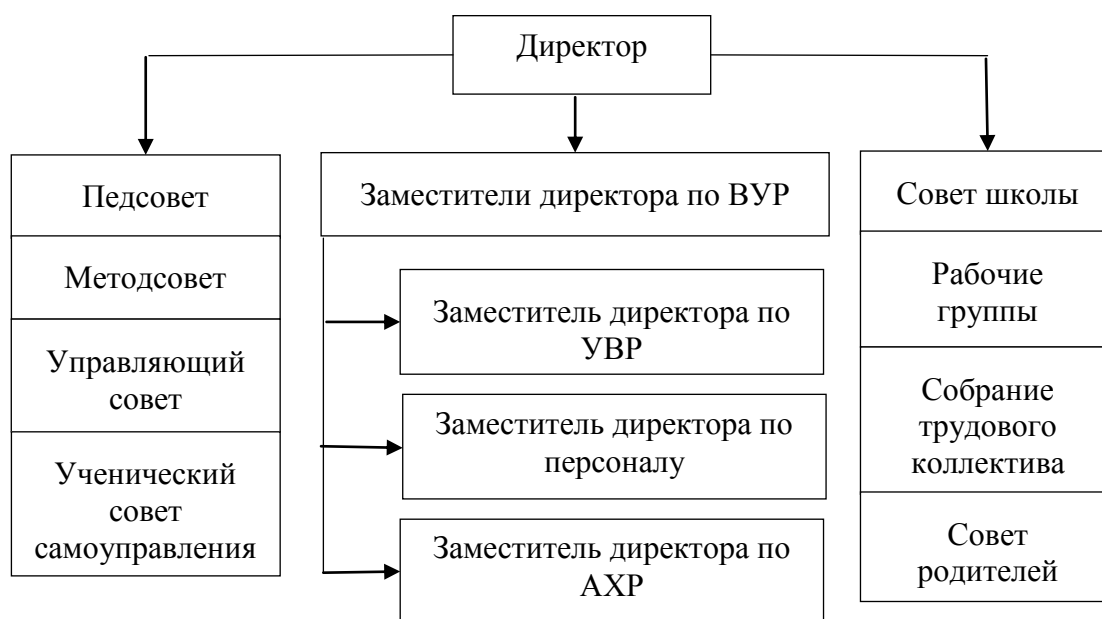 Директор
Педсовет
Методсовет
Управляющий
совет
Ученический
совет
самоуправления
Заместители директора по ВУР
Заместитель директора по
УВР
Заместитель директора по
персоналу
Заместитель директора по
АХР
Совет школы
Рабочие
группы
Собрание
трудового
коллектива
Совет
родителей